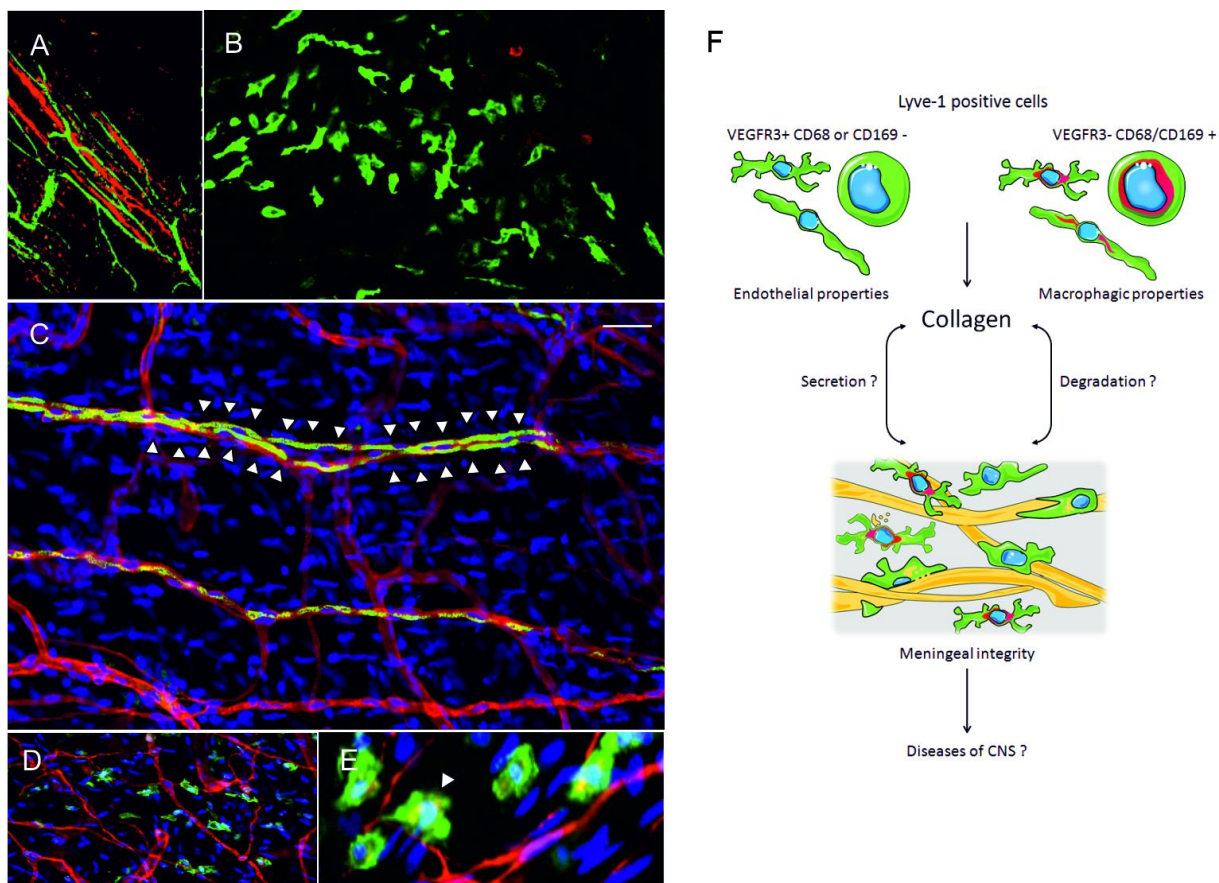 A
B
C
D
E
F
Lyve-1 positive cells
VEGFR3+ CD68 or CD169 -
VEGFR3- CD68/CD169 +
Endothelial properties
Macrophagic properties
Collagen
Secretion ?
Degradation ?
Meningeal integrity
Diseases of CNS ?